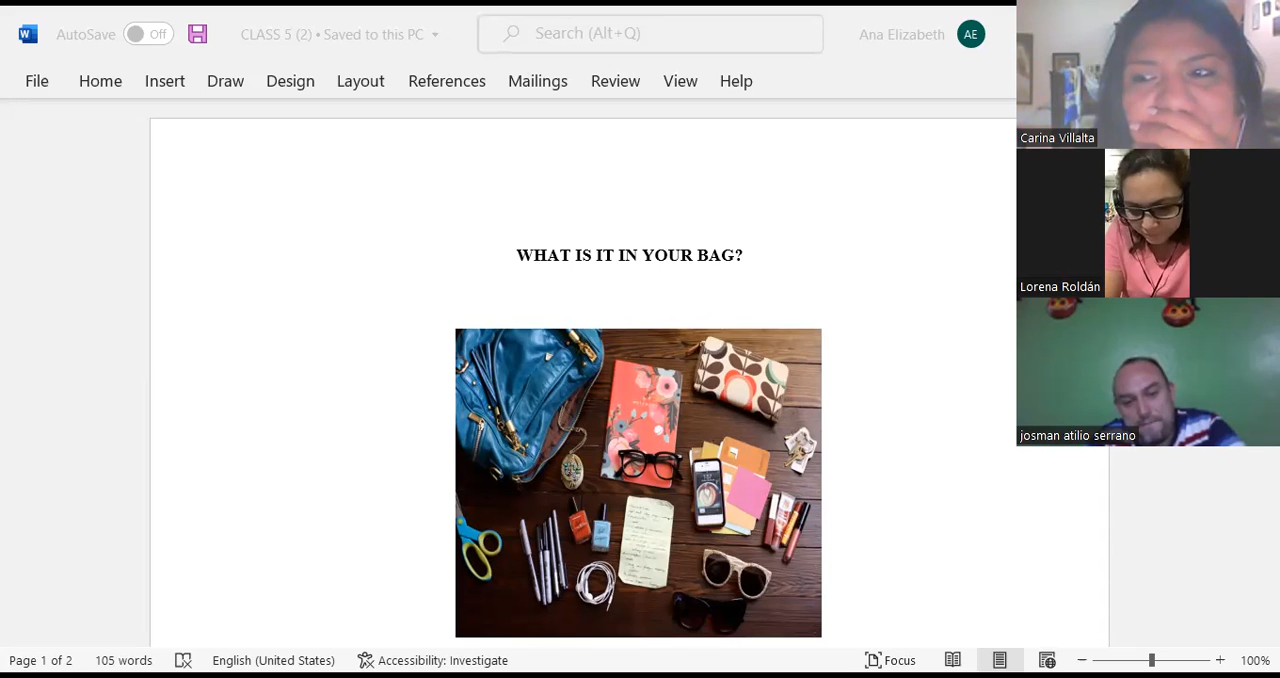 AutoSave Off CLASS 5 (2) • Saved to this PC Search (Alt+Q) Ana Elizabeth AE
File Home Insert Draw Design Layout References Mailings Review View Help
WHAT IS IT IN YOUR BAG?
Carina Villalta
Lorena Roldán
josman atilio serrano
Page 1 of 2 105 words English (United States) Accessibility: Investigate Focus 100%